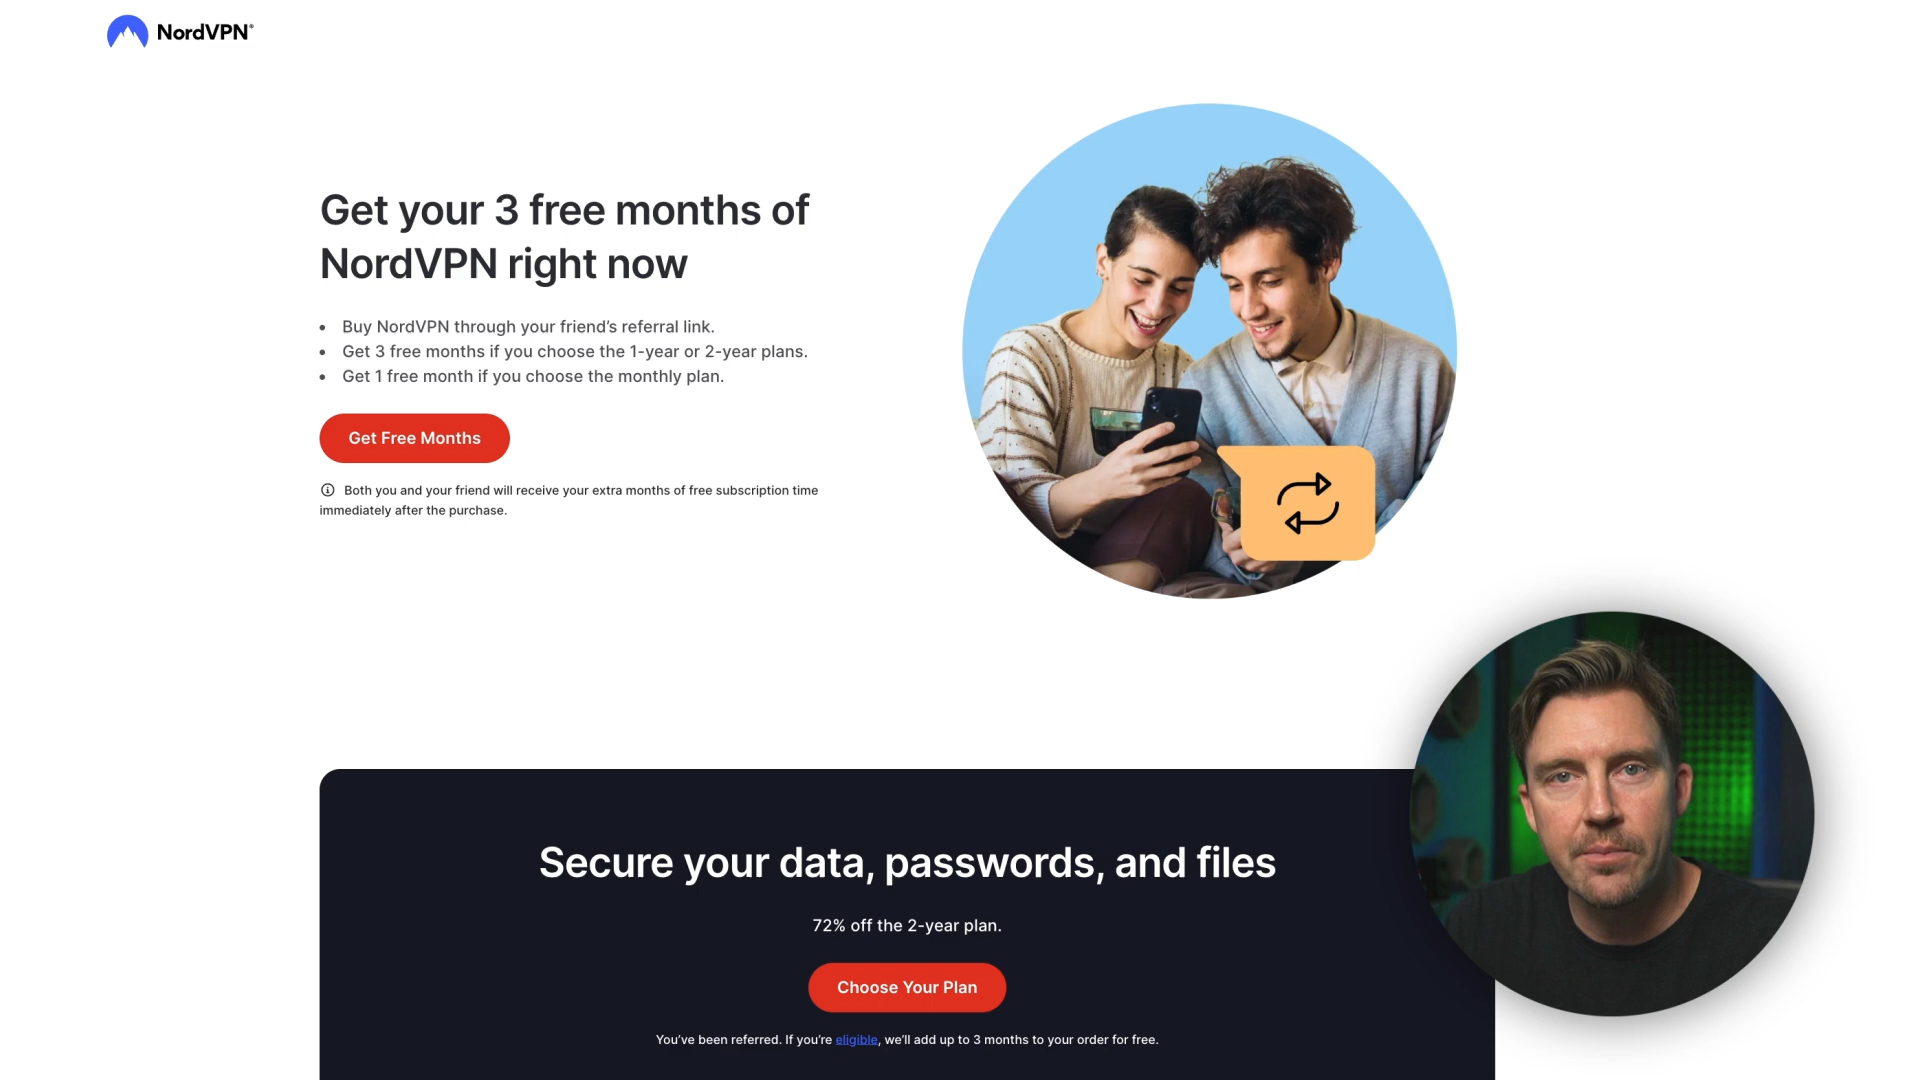 NordVPN®
Get your 3 free months of
NordVPN right now
• Buy NordVPN through your friend's referral link.
• Get 3 free months if you choose the 1-year or 2-year plans.
• Get 1 free month if you choose the monthly plan.
Get Free Months
Both you and your friend will receive your extra months of free subscription time
immediately after the purchase.
Secure your data, passwords, and files
72% off the 2-year plan.
Choose Your Plan
You've been referred. If you're eligible, we'll add up to 3 months to your order for free.